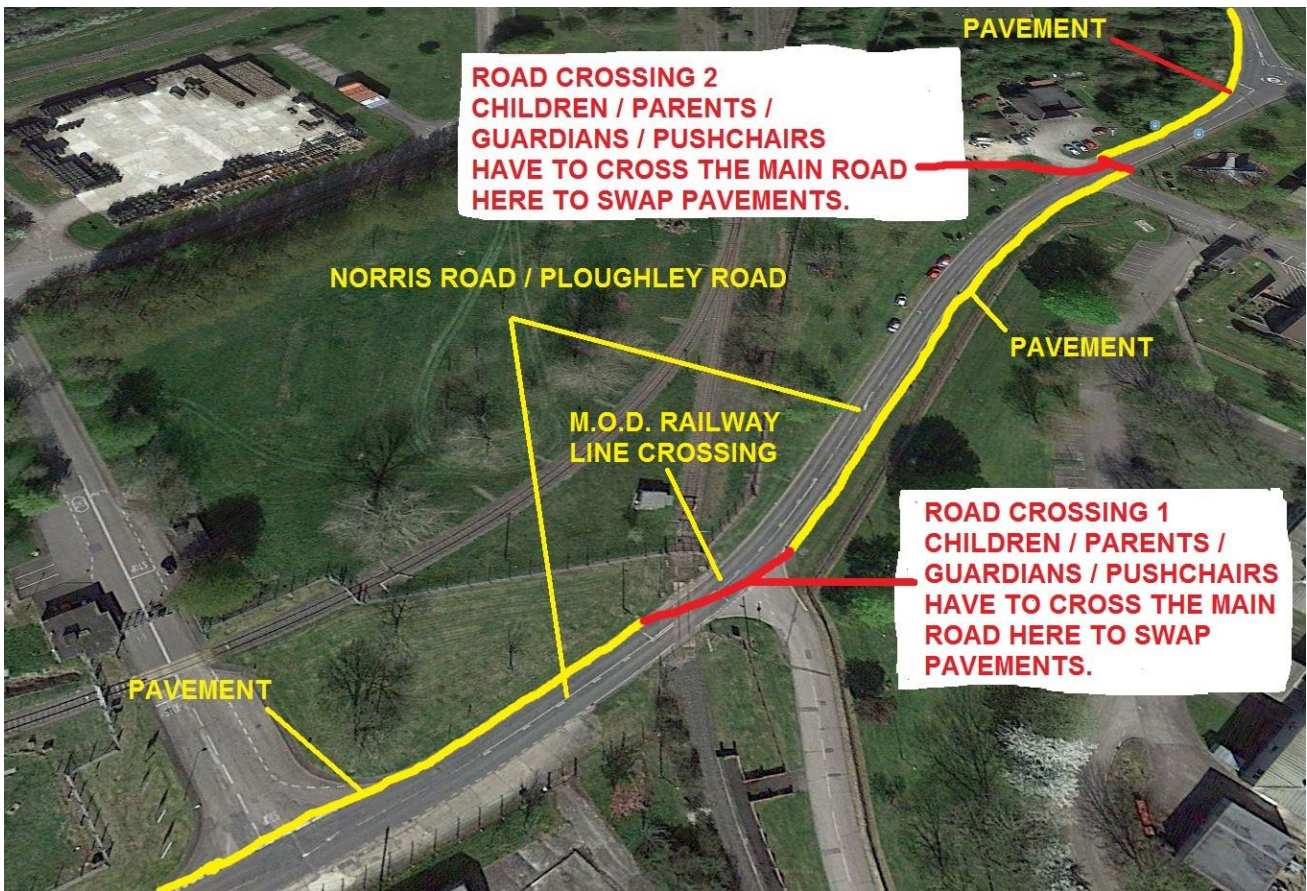 PAVEMENT
ROAD CROSSING 2
CHILDREN / PARENTS /
GUARDIANS / PUSHCHAIRS
HAVE TO CROSS THE MAIN ROAD
HERE TO SWAP PAVEMENTS.
NORRIS ROAD / PLOUGHLEY ROAD
PAVEMENT
M.O.D. RAILWAY
LINE CROSSING
ROAD CROSSING 1
CHILDREN / PARENTS /
GUARDIANS / PUSHCHAIRS
HAVE TO CROSS THE MAIN
ROAD HERE TO SWAP
PAVEMENTS.
PAVEMENT